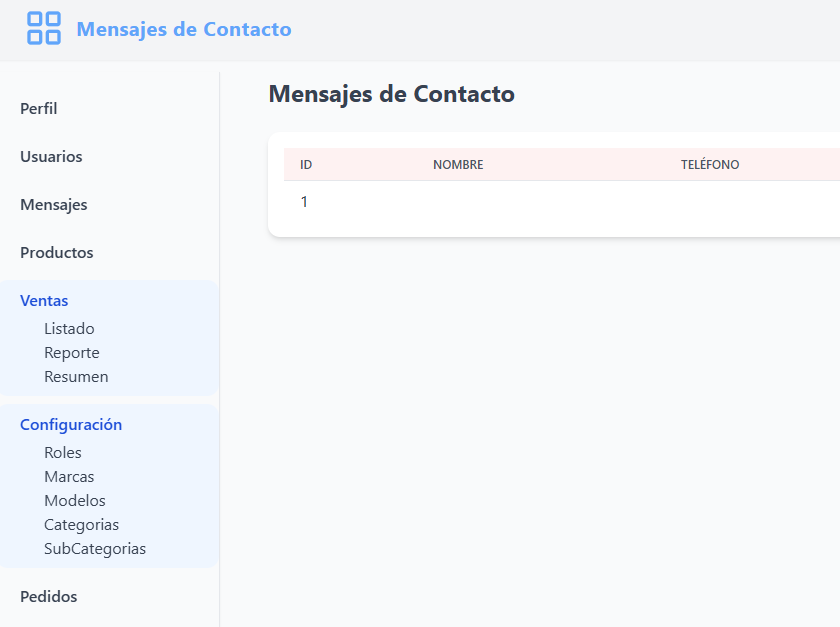 Mensajes de Contacto
Perfil
Usuarios
Mensajes
Productos
Ventas
Listado
Reporte
Resumen
Configuración
Roles
Marcas
Modelos
Categorias
SubCategorias
Pedidos
Mensajes de Contacto
ID NOMBRE TELÉFONO
1